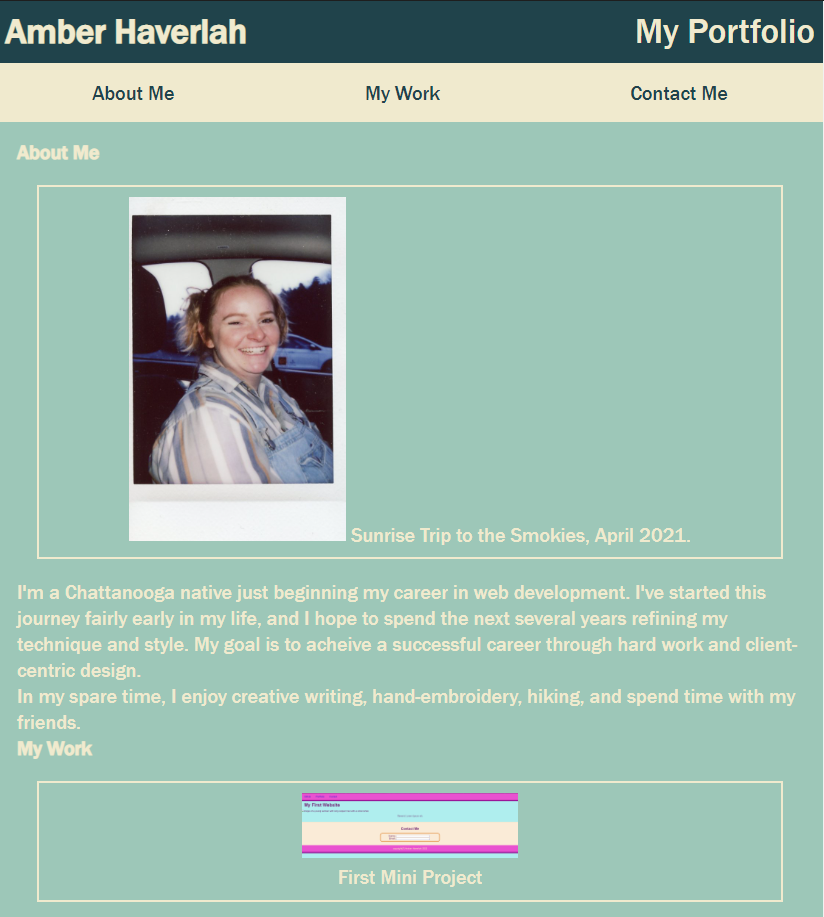 Amber Haverlah My Portfolio
About Me My Work Contact Me
About Me
Sunrise Trip to the Smokies, April 2021.
I'm a Chattanooga native just beginning my career in web development. I've started this
journey fairly early in my life, and I hope to spend the next several years refining my
technique and style. My goal is to acheive a successful career through hard work and client-
centric design.
In my spare time, I enjoy creative writing, hand-embroidery, hiking, and spend time with my
friends.
My Work
My First Website
Contact Me
First Mini Project